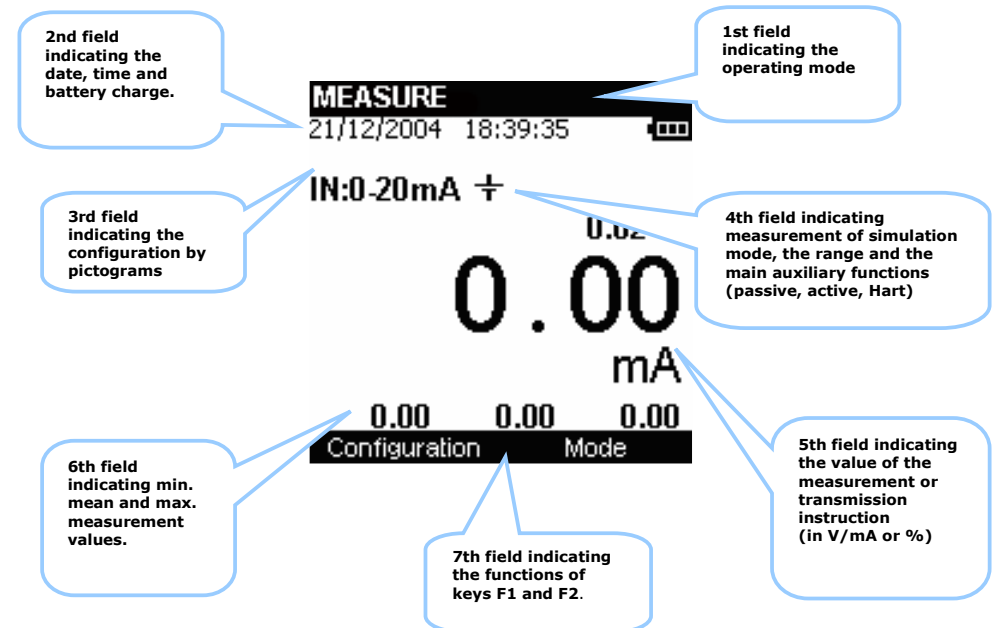 2nd field
indicating the
date, time and
battery charge.
1st field
indicating the
operating mode
MEASURE
21/12/2004 18:39:35
IN:0-20mA
3rd field
indicating the
configuration by
pictograms
4th field indicating
measurement of simulation
mode, the range and the
main auxiliary functions
(passive, active, Hart)
0.00
mA
0.00 0.00 0.00
Configuration Mode
6th field
indicating min.
mean and max.
measurement
values.
5th field indicating
the value of the
measurement or
transmission
instruction
(in V/mA or %)
7th field indicating
the functions of
keys F1 and F2.